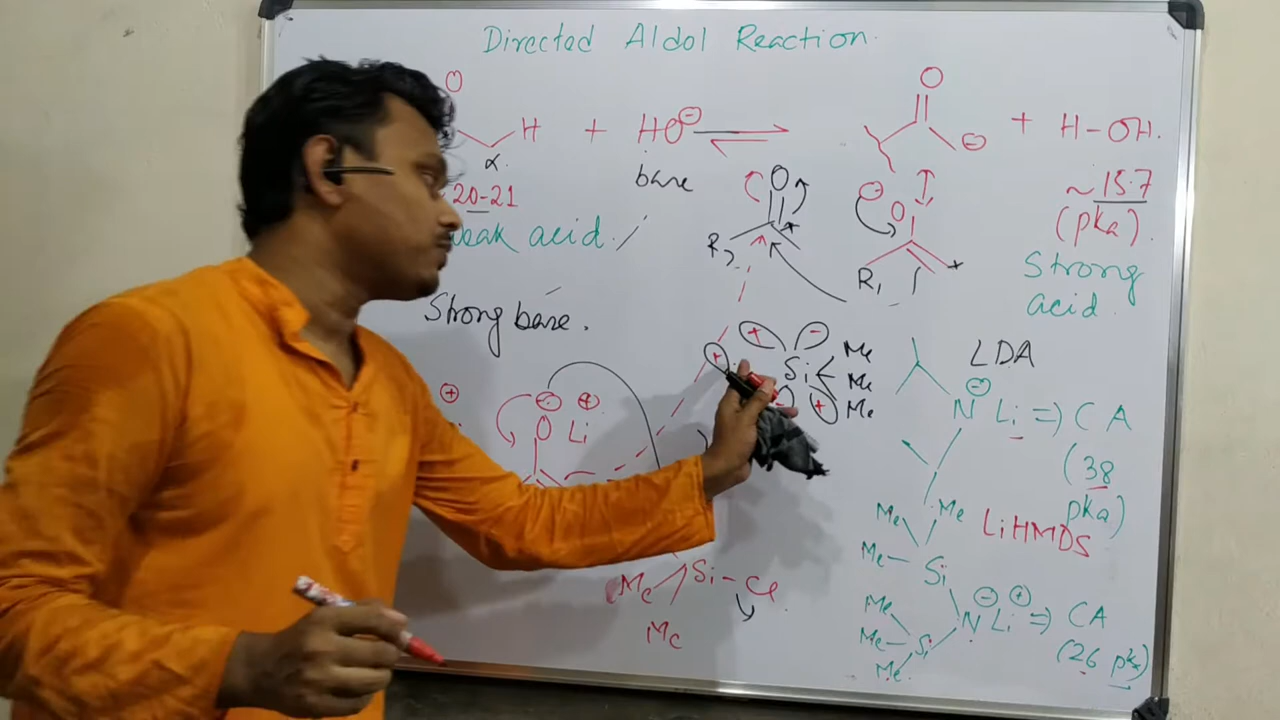 Directed Aldol Reaction.
O
H + HO⊖ ⇌ O ⊖ + H-OH.
α.
base
20-21
~15.7
(pka).
weak acid.
O
⊖
O
R2
R1
Strong
acid.
Strong base.
+ -
+
Si Me
Me
Me
- +
LDA
⊖
N Li ⇒ CA
(38
pka)
⊕
⊖ ⊕
O Li
Me Me
LiHMDS
Me Si
Me Si-Cl
Me
⊖ ⊕
N Li ⇒ CA
(26 pka)
Me
Me Si
Me